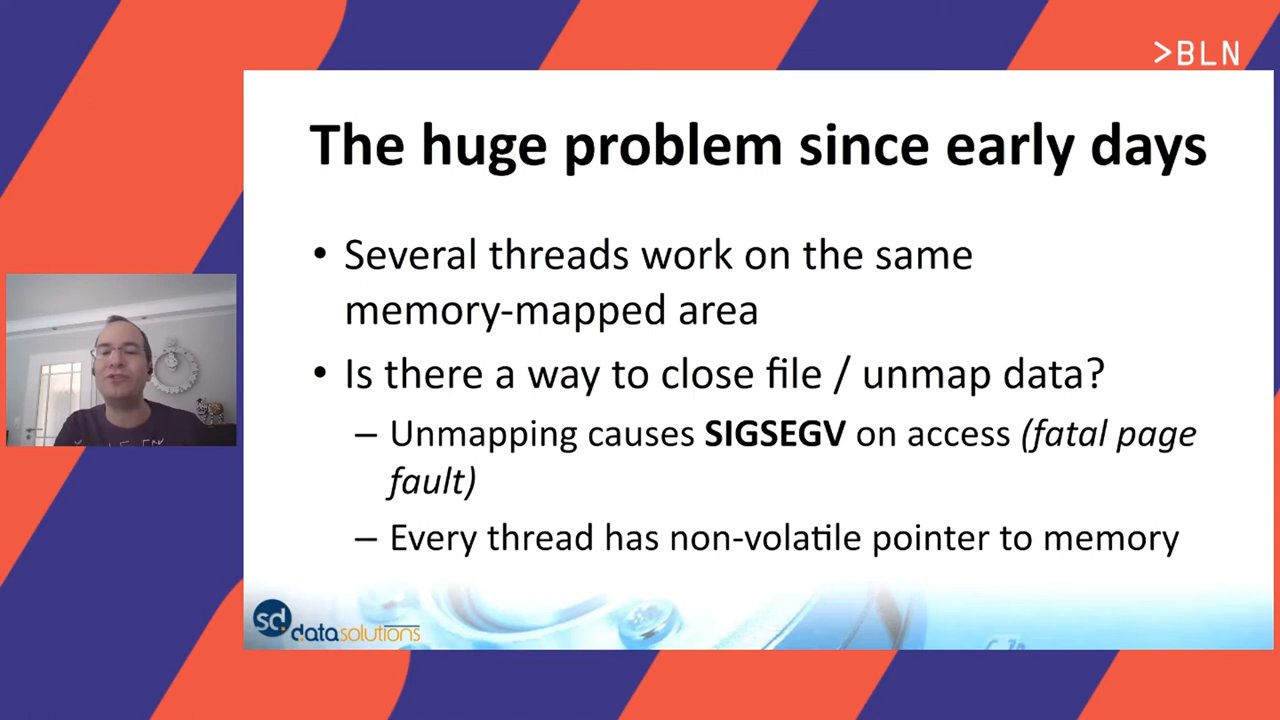 >BLN
The huge problem since early days
• Several threads work on the same
memory-mapped area
• Is there a way to close file / unmap data?
– Unmapping causes SIGSEGV on access (fatal page
fault)
– Every thread has non-volatile pointer to memory
sd.
datasolutions